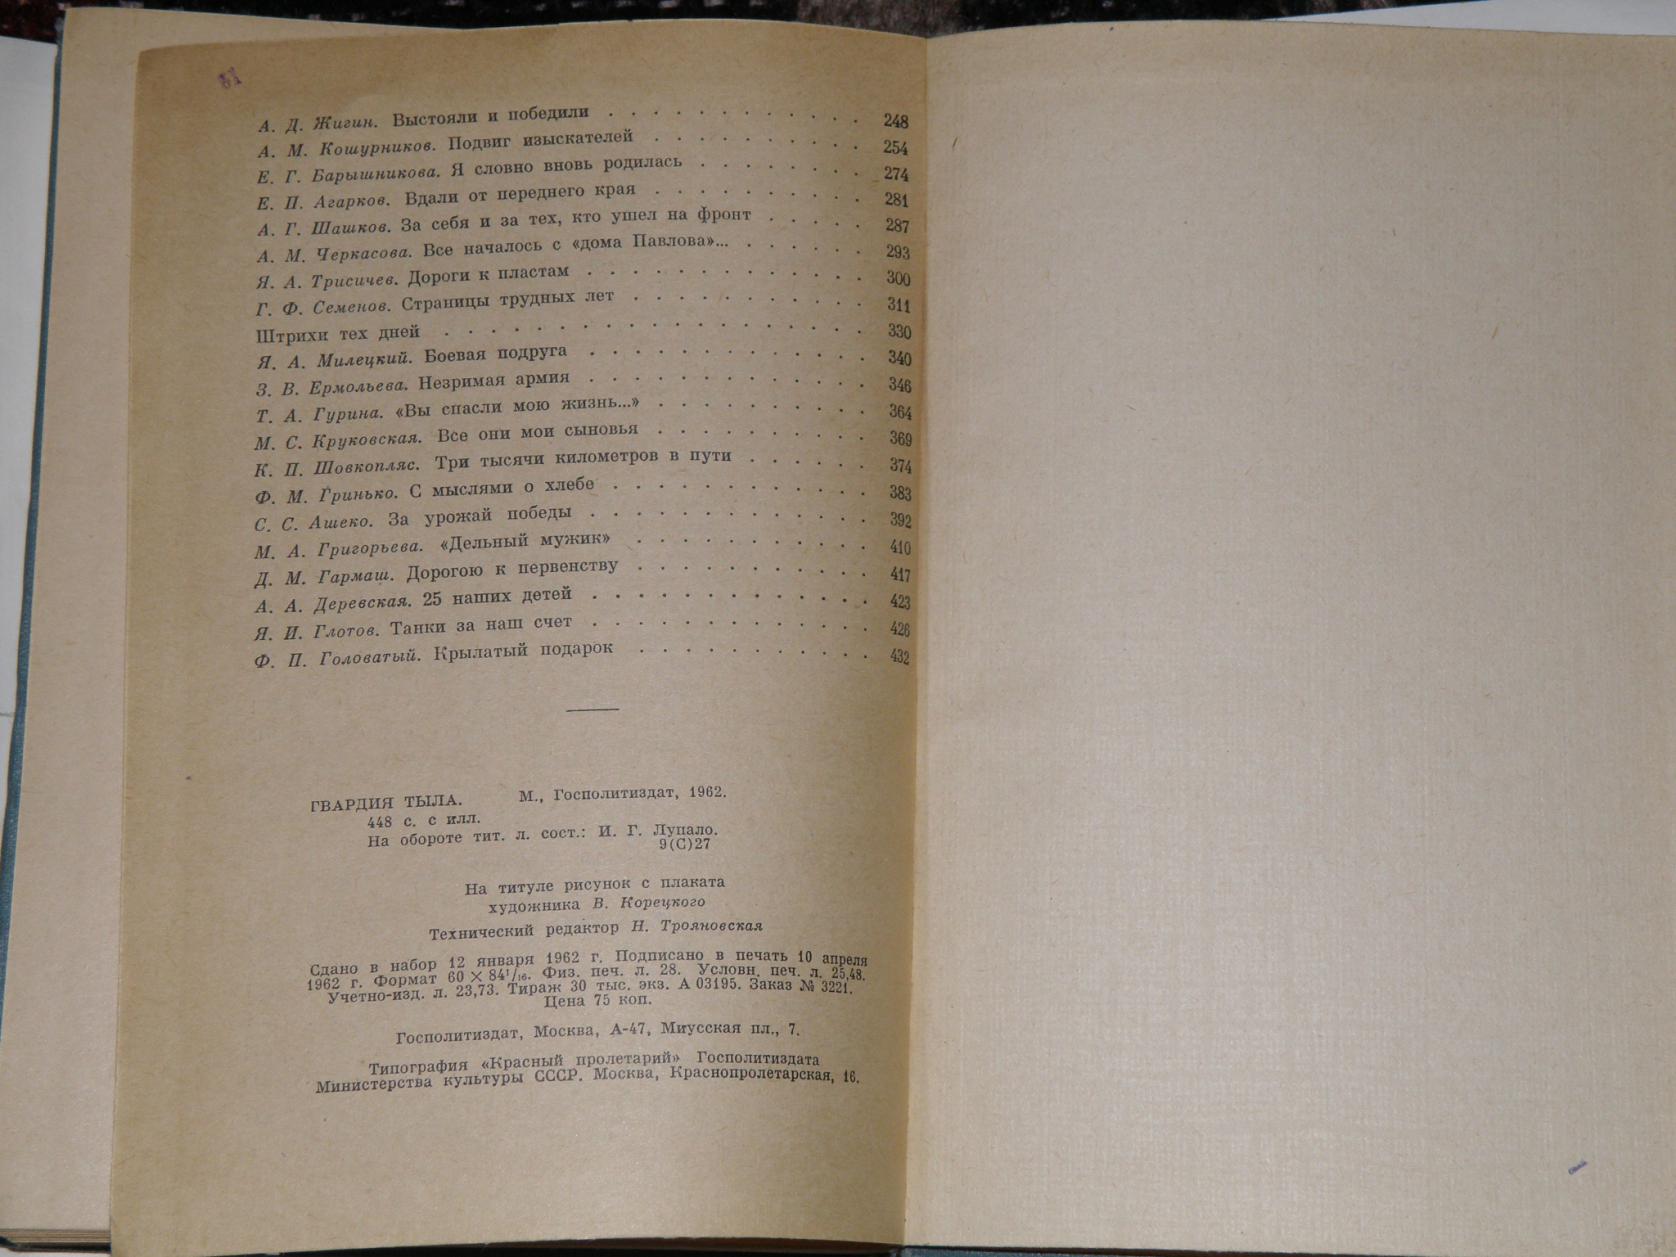 А. Д. Жигин. Выстояли и победили . . . . . . . . . . . . 248
А. М. Кошурников. Подвиг изыскателей . . . . . . . . . . 254
Е. Г. Барышникова. Я словно вновь родилась . . . . . . . . 274
Е. П. Агарков. Вдали от переднего края . . . . . . . . . . 281
А. Г. Шашков. За себя и за тех, кто ушел на фронт . . . . . 287
А. М. Черкасова. Все началось с «дома Павлова»... . . . . . . 293
Я. А. Трисичев. Дороги к пластам . . . . . . . . . . . . . 300
Г. Ф. Семенов. Страницы трудных лет . . . . . . . . . . . 311
Штрихи тех дней . . . . . . . . . . . . . . . . . . 330
Я. А. Милецкий. Боевая подруга . . . . . . . . . . . . . 340
З. В. Ермольева. Незримая армия . . . . . . . . . . . . . 346
Т. А. Гурина. «Вы спасли мою жизнь...» . . . . . . . . . . 364
М. С. Круковская. Все они мои сыновья . . . . . . . . . . 369
К. П. Шовкопляс. Три тысячи километров в пути . . . . . . 374
Ф. М. Гринько. С мыслями о хлебе . . . . . . . . . . . . 383
С. С. Ашеко. За урожай победы . . . . . . . . . . . . . 392
М. А. Григорьева. «Дельный мужик» . . . . . . . . . . . 410
Д. М. Гармаш. Дорогою к первенству . . . . . . . . . . . 417
А. А. Деревская. 25 наших детей . . . . . . . . . . . . . 423
Я. И. Глотов. Танки за наш счет . . . . . . . . . . . . . 426
Ф. П. Головатый. Крылатый подарок . . . . . . . . . . . 432
ГВАРДИЯ ТЫЛА. М., Госполитиздат, 1962.
448 с. с илл.
На обороте тит. л. сост.: И. Г. Лупало.
9(С)27
На титуле рисунок с плаката
художника В. Корецкого
Технический редактор Н. Трояновская
Сдано в набор 12 января 1962 г. Подписано в печать 10 апреля
1962 г. Формат 60 × 84¹/₁₆. Физ. печ. л. 28. Условн. печ. л. 25,48.
Учетно-изд. л. 23,73. Тираж 30 тыс. экз. А 03195. Заказ № 3221.
Цена 75 коп.
Госполитиздат, Москва, А-47, Миусская пл., 7.
Типография «Красный пролетарий» Госполитиздата
Министерства культуры СССР. Москва, Краснопролетарская, 16.